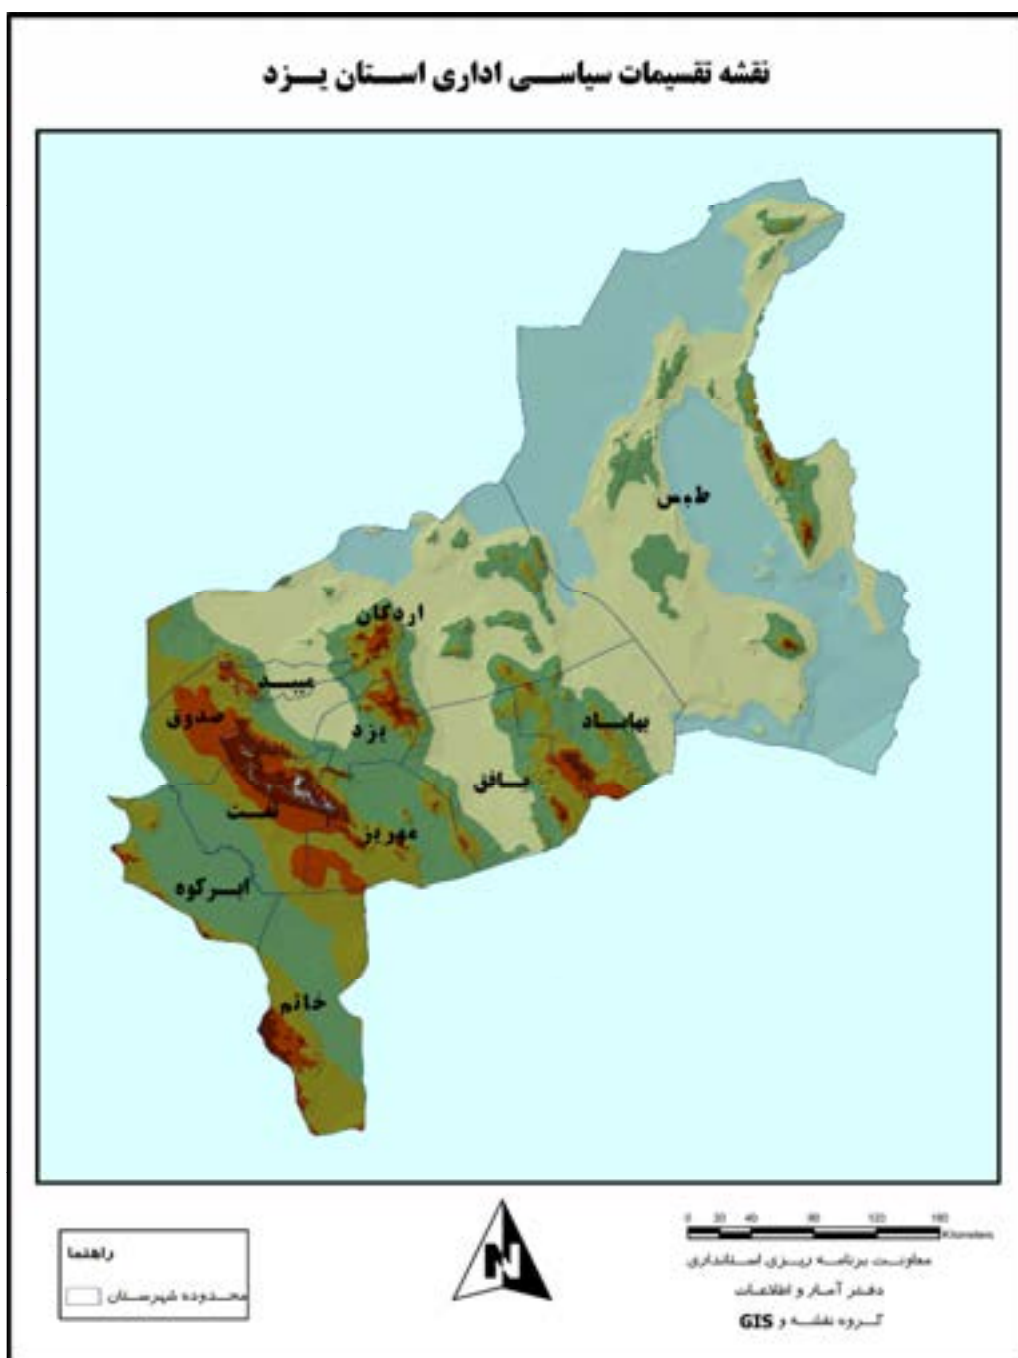 نقشه تقسیمات سیاسی اداری استان یزد
طبس
اردکان
میبد
صدوق
یزد
بهاباد
بافق
تفت
مهریز
ابرکوه
خاتم
0 20 40 80 120 160
Kilometers
معاونت برنامه ریزی استانداری
دفتر آمار و اطلاعات
گروه نقشه و GIS
N
راهنما
محدوده شهرستان